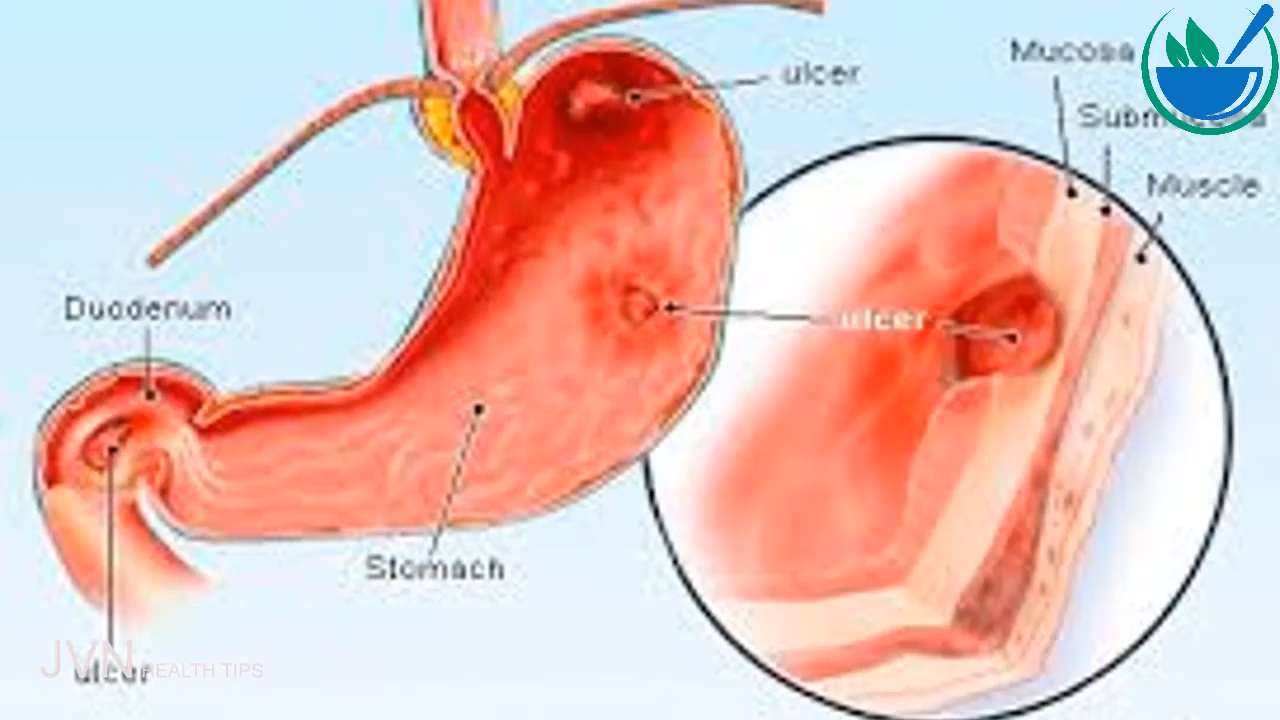 Mucosa
ulcer
Submucosa
Muscle
Duodenum
ulcer
Stomach
JVN HEALTH TIPS
ulcer